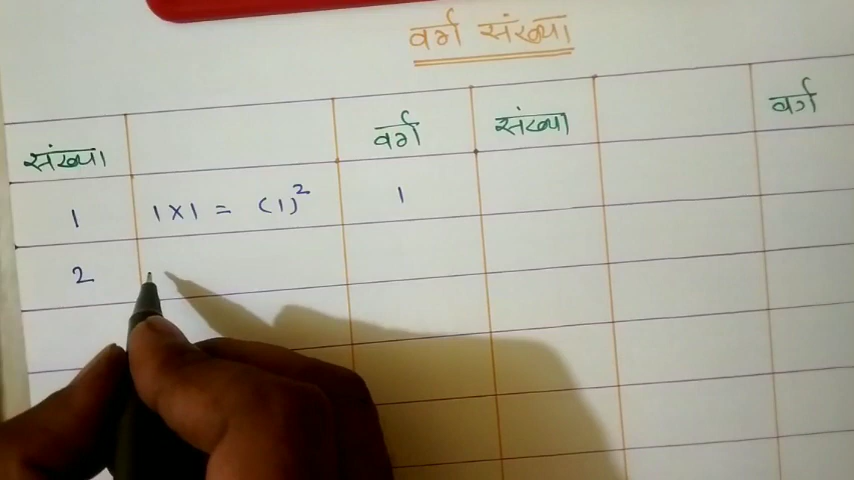 वर्ग संख्या
संख्या वर्ग संख्या वर्ग
1 1×1 = (1)² 1
2